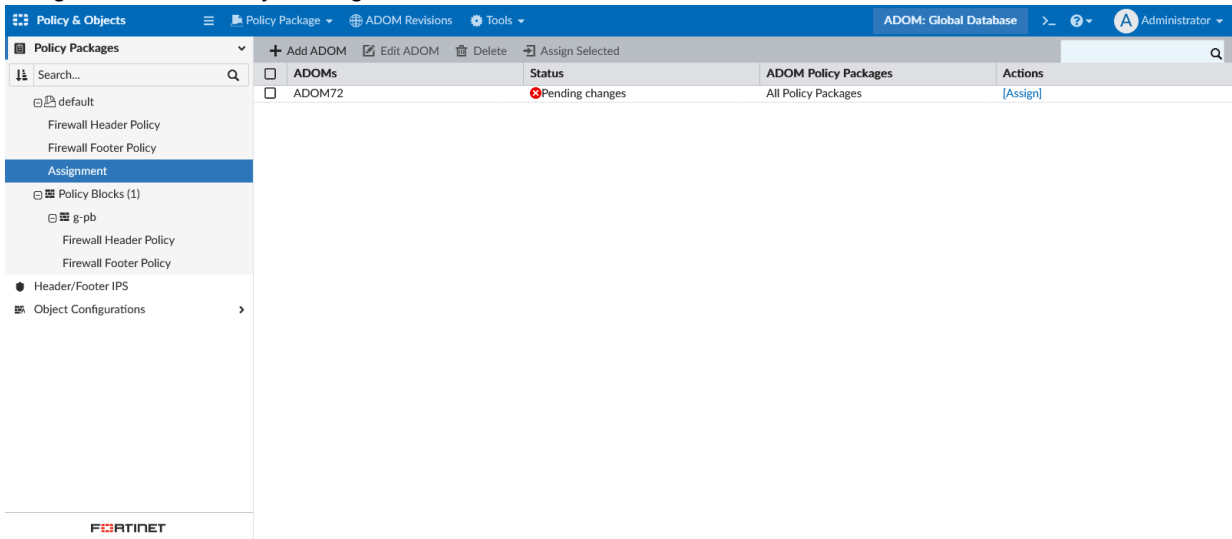 Policy & Objects Policy Package ADOM Revisions Tools ADOM: Global Database >_ A Administrator
Policy Packages + Add ADOM Edit ADOM Delete Assign Selected
Search... ADOMs Status ADOM Policy Packages Actions
ADOM72 Pending changes All Policy Packages [Assign]
default
Firewall Header Policy
Firewall Footer Policy
Assignment
Policy Blocks (1)
g-pb
Firewall Header Policy
Firewall Footer Policy
Header/Footer IPS
Object Configurations
FORTINET